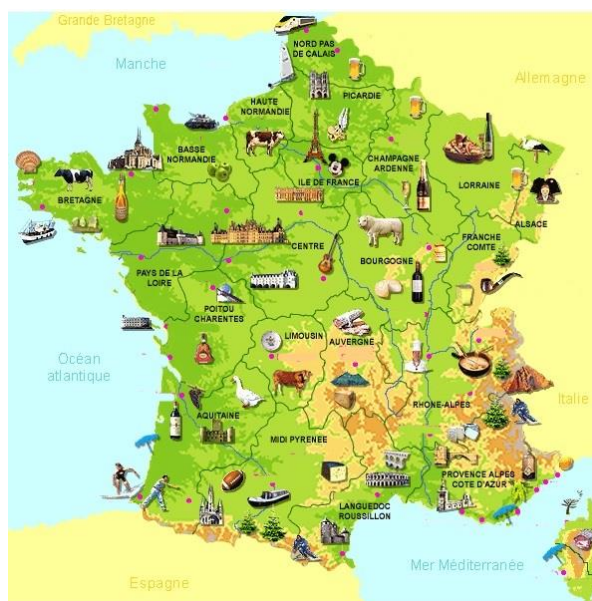 Grande Bretagne
Manche
NORD PAS
DE CALAIS
Allemagne
PICARDIE
HAUTE
NORMANDIE
BASSE
NORMANDIE
CHAMPAGNE
ARDENNE
ILE DE FRANCE
LORRAINE
BRETAGNE
ALSACE
FRANCHE
COMTE
CENTRE
BOURGOGNE
PAYS DE LA
LOIRE
POITOU
CHARENTES
LIMOUSIN
AUVERGNE
Océan
atlantique
Italie
RHONE-ALPES
AQUITAINE
MIDI PYRENEE
PROVENCE ALPES
COTE D'AZUR
LANGUEDOC
ROUSSILLON
Mer Méditerranée
Espagne